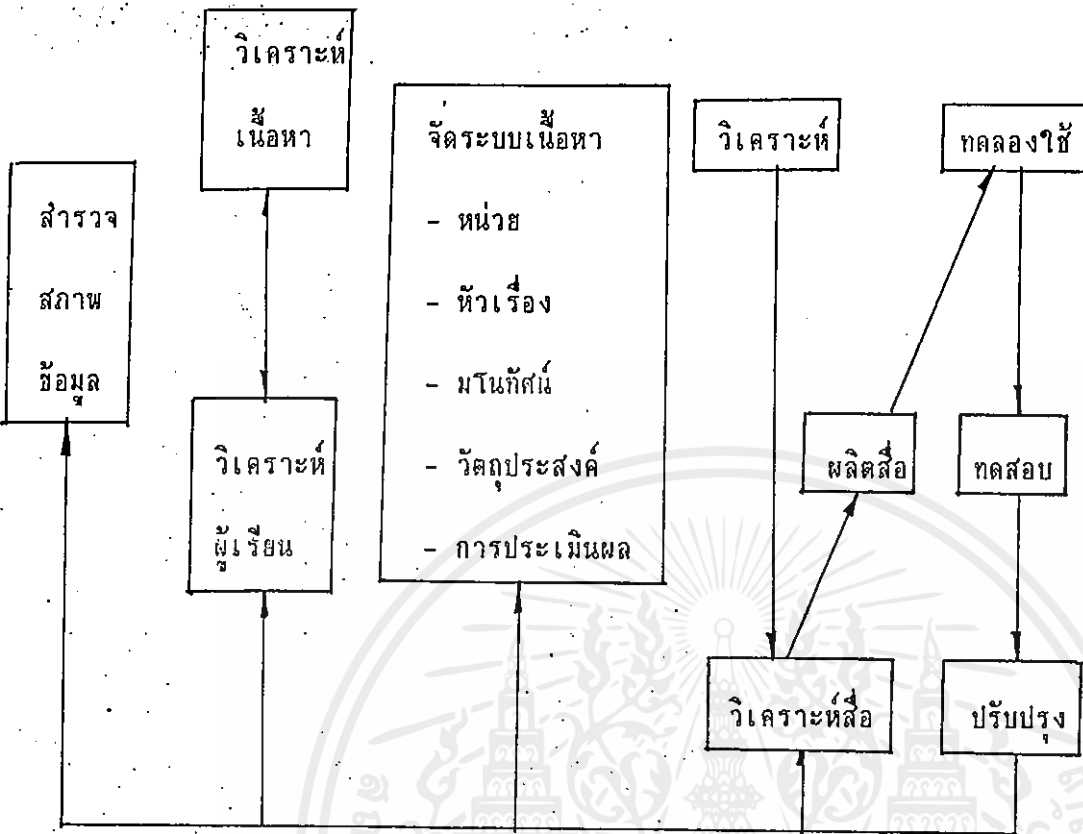 สำรวจ
สภาพ
ข้อมูล
วิเคราะห์
เนื้อหา
วิเคราะห์
ผู้เรียน
จัดระบบเนื้อหา
- หน่วย
- หัวเรื่อง
- มโนทัศน์
- วัตถุประสงค์
- การประเมินผล
วิเคราะห์
วิเคราะห์สื่อ
ผลิตสื่อ
ทดลองใช้
ทดสอบ
ปรับปรุง